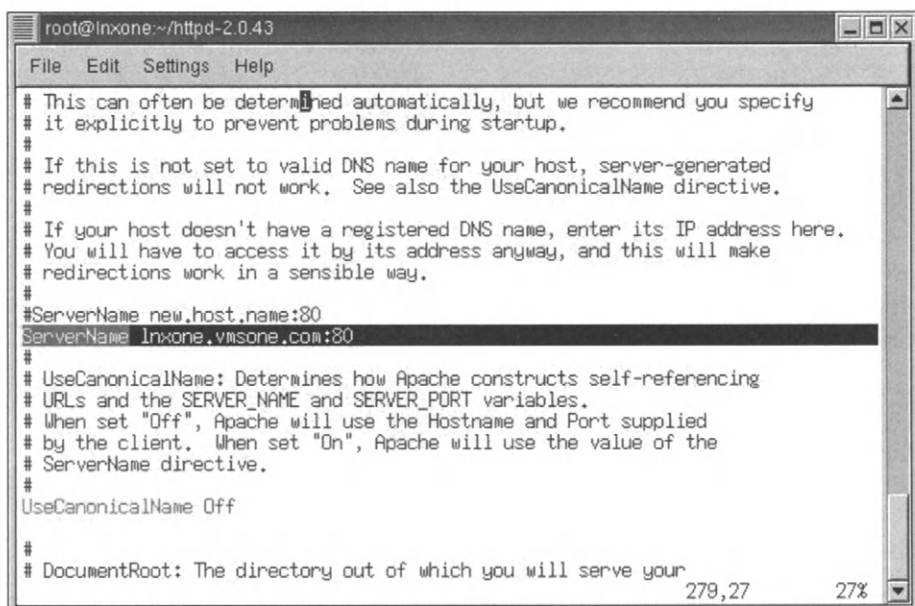 root@lnxone:~/httpd-2.0.43
File Edit Settings Help
# This can often be determined automatically, but we recommend you specify
# it explicitly to prevent problems during startup.
#
# If this is not set to valid DNS name for your host, server-generated
# redirections will not work.  See also the UseCanonicalName directive.
#
# If your host doesn't have a registered DNS name, enter its IP address here.
# You will have to access it by its address anyway, and this will make
# redirections work in a sensible way.
#
#ServerName new.host.name:80
ServerName lnxone.vmsone.com:80
#
# UseCanonicalName: Determines how Apache constructs self-referencing
# URLs and the SERVER_NAME and SERVER_PORT variables.
# When set "Off", Apache will use the Hostname and Port supplied
# by the client.  When set "On", Apache will use the value of the
# ServerName directive.
#
UseCanonicalName Off
#
# DocumentRoot: The directory out of which you will serve your
279,27 27%